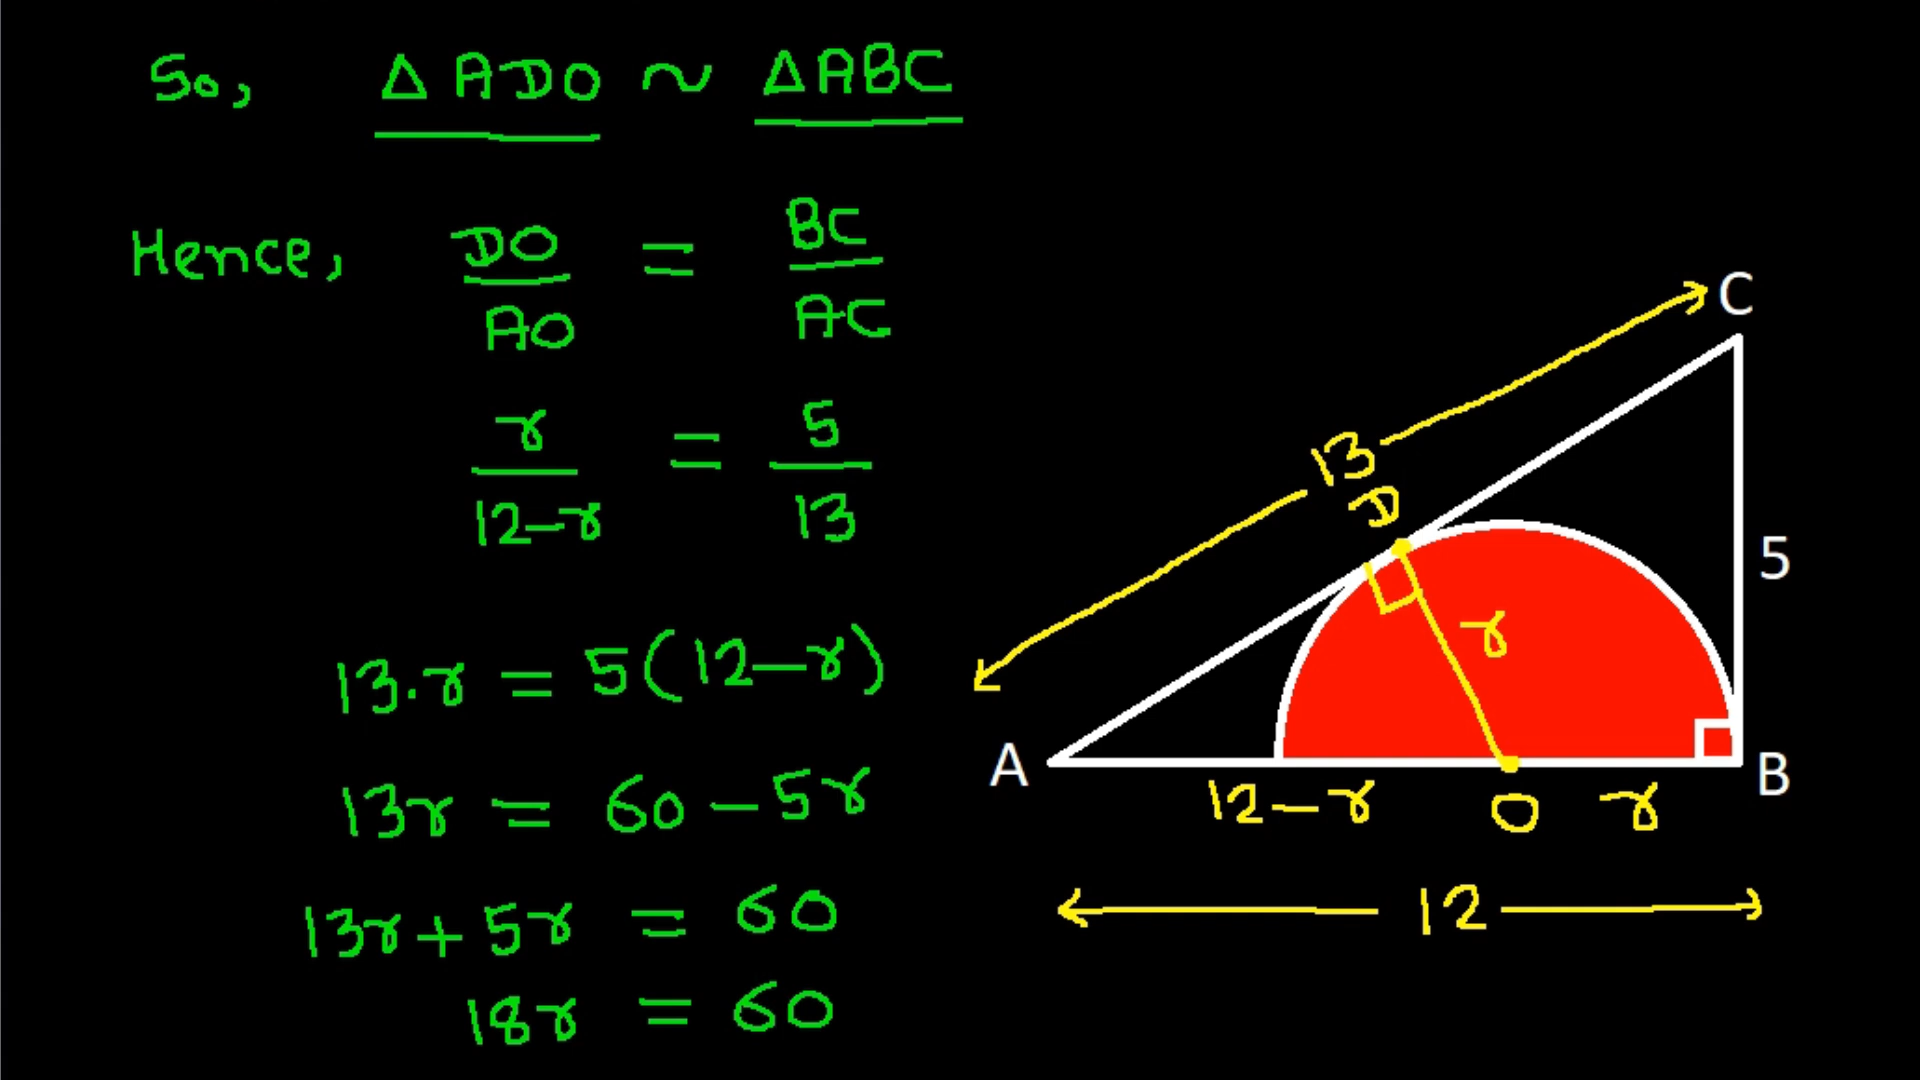 So, Δ ADO ~ ΔABC
Hence, DO/AO = BC/AC
r/12-r = 5/13
13.r = 5(12-r)
13r = 60 - 5r
13r + 5r = 60
18r = 60
C
13
D
5
r
A
B
12-r O r
12